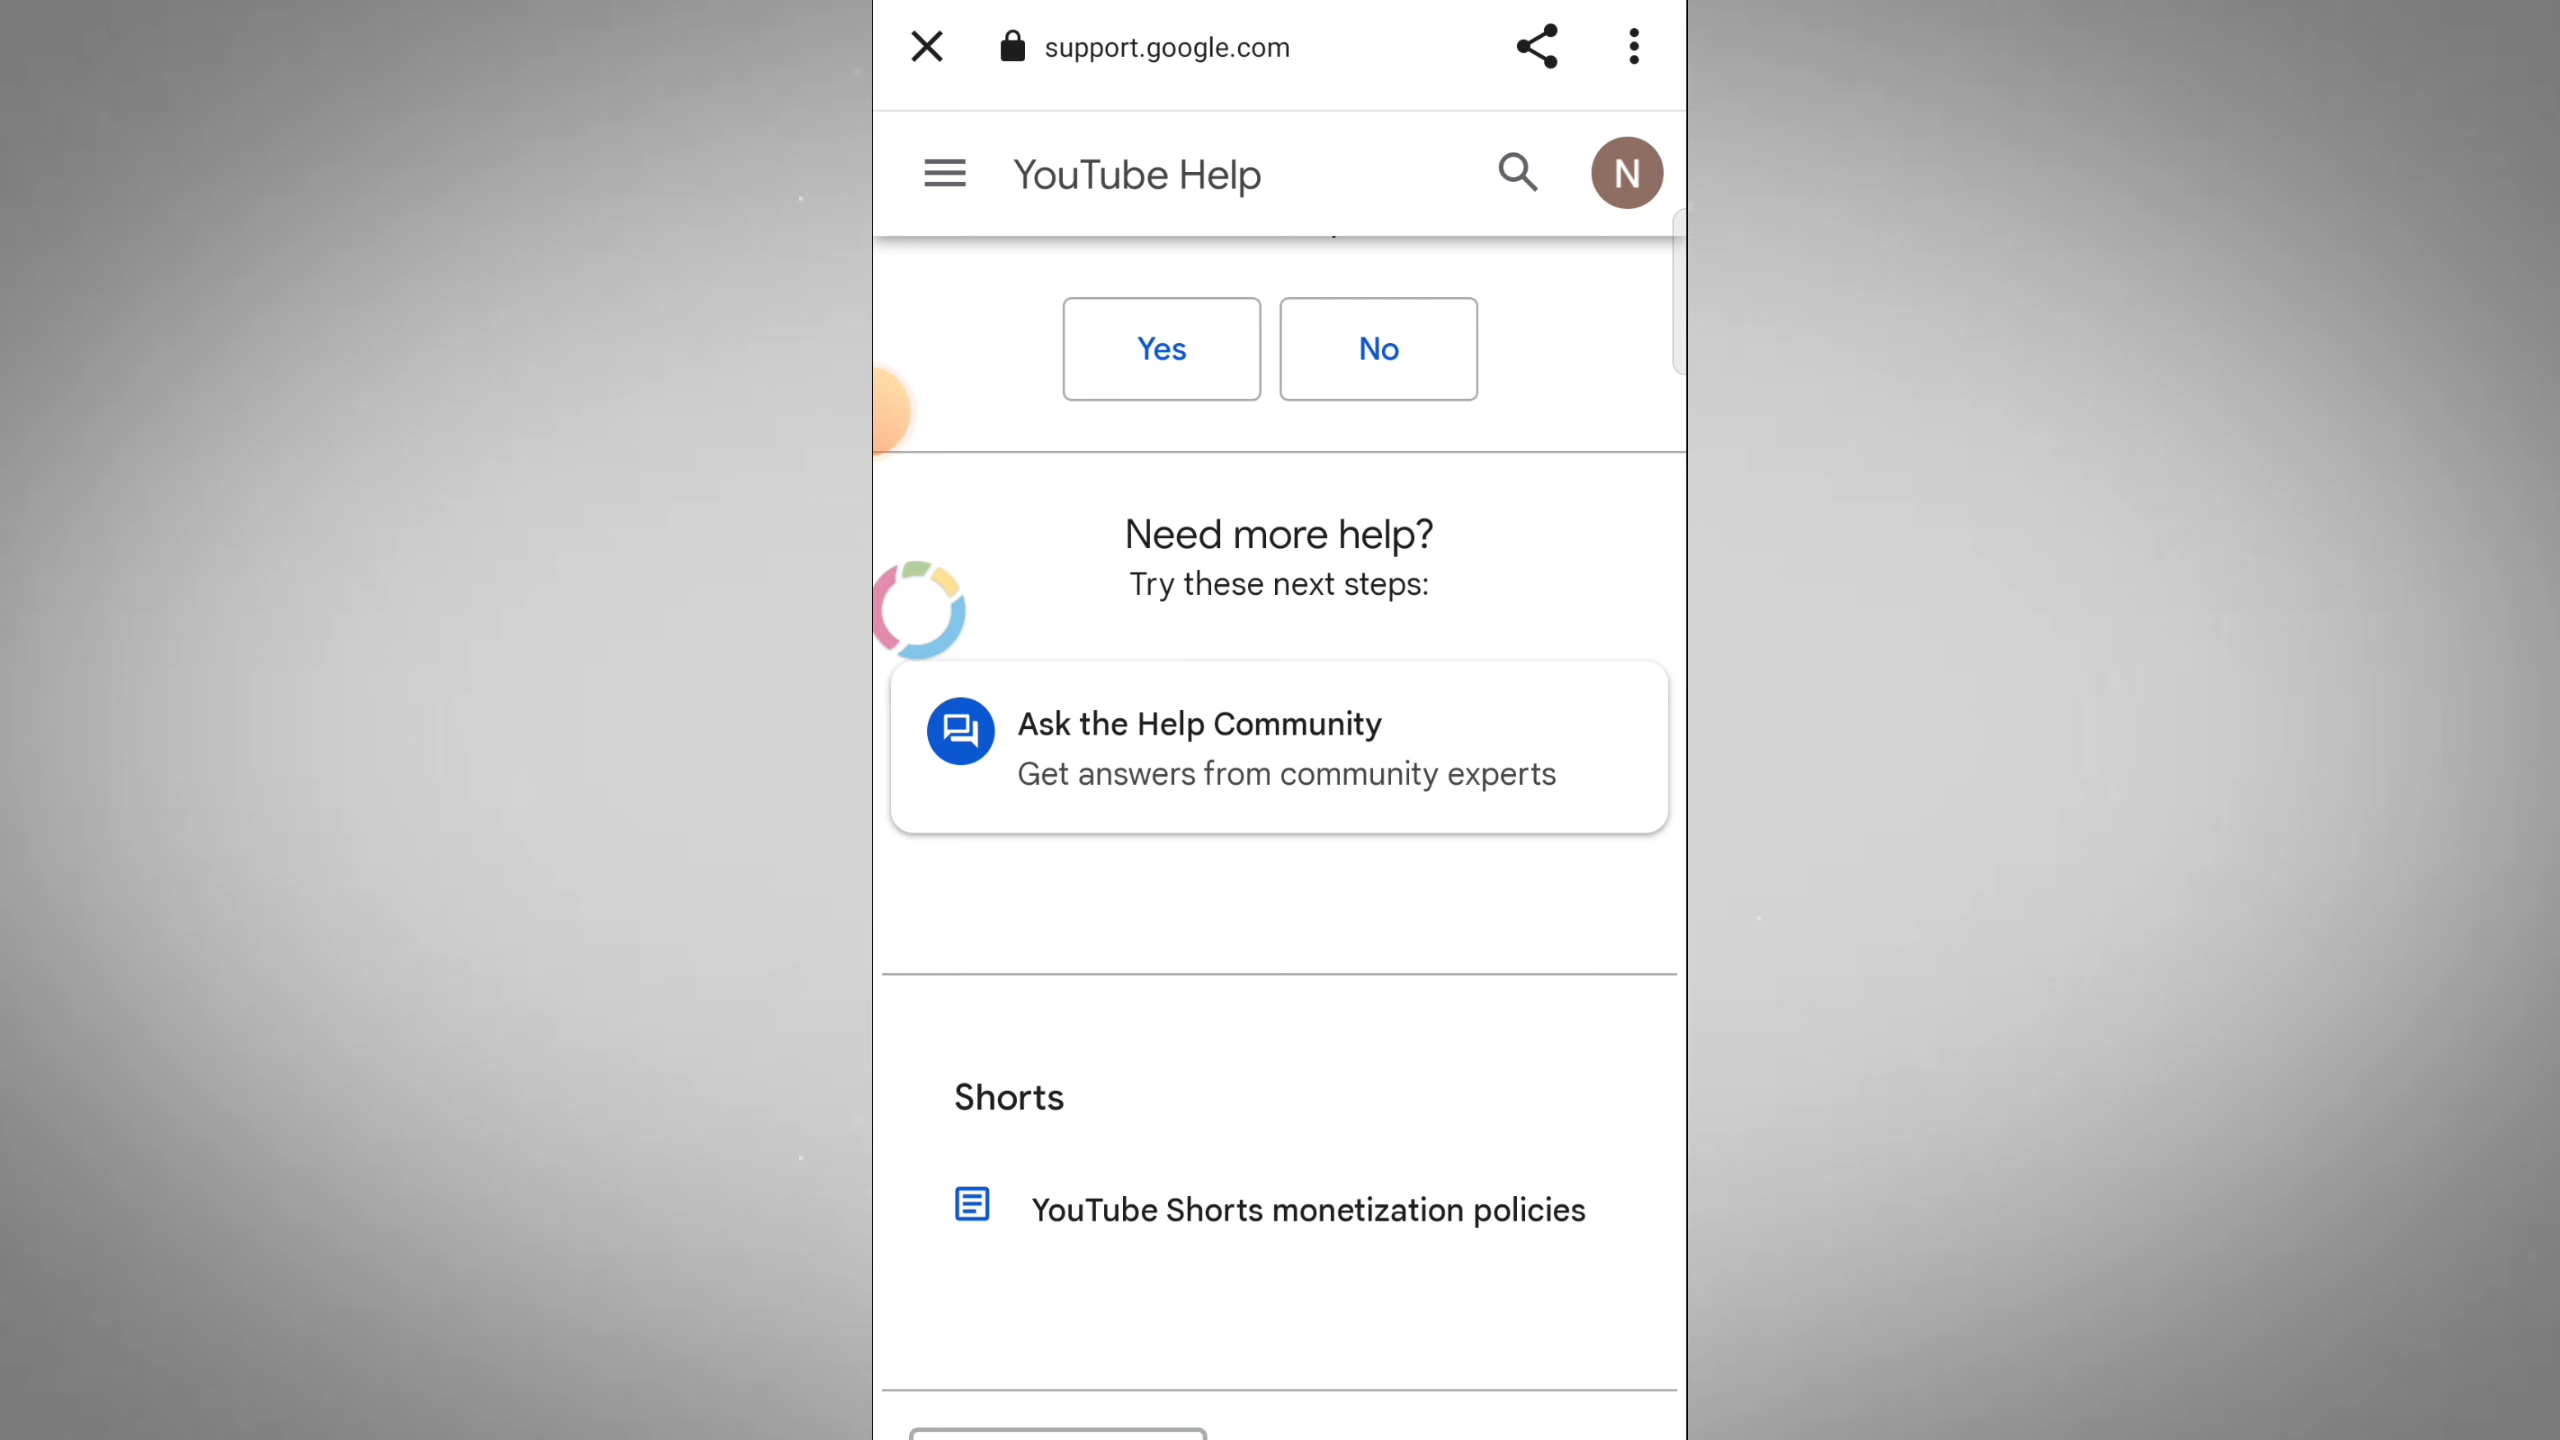 support.google.com
YouTube Help
N
Yes
No
Need more help?
Try these next steps:
Ask the Help Community
Get answers from community experts
Shorts
YouTube Shorts monetization policies